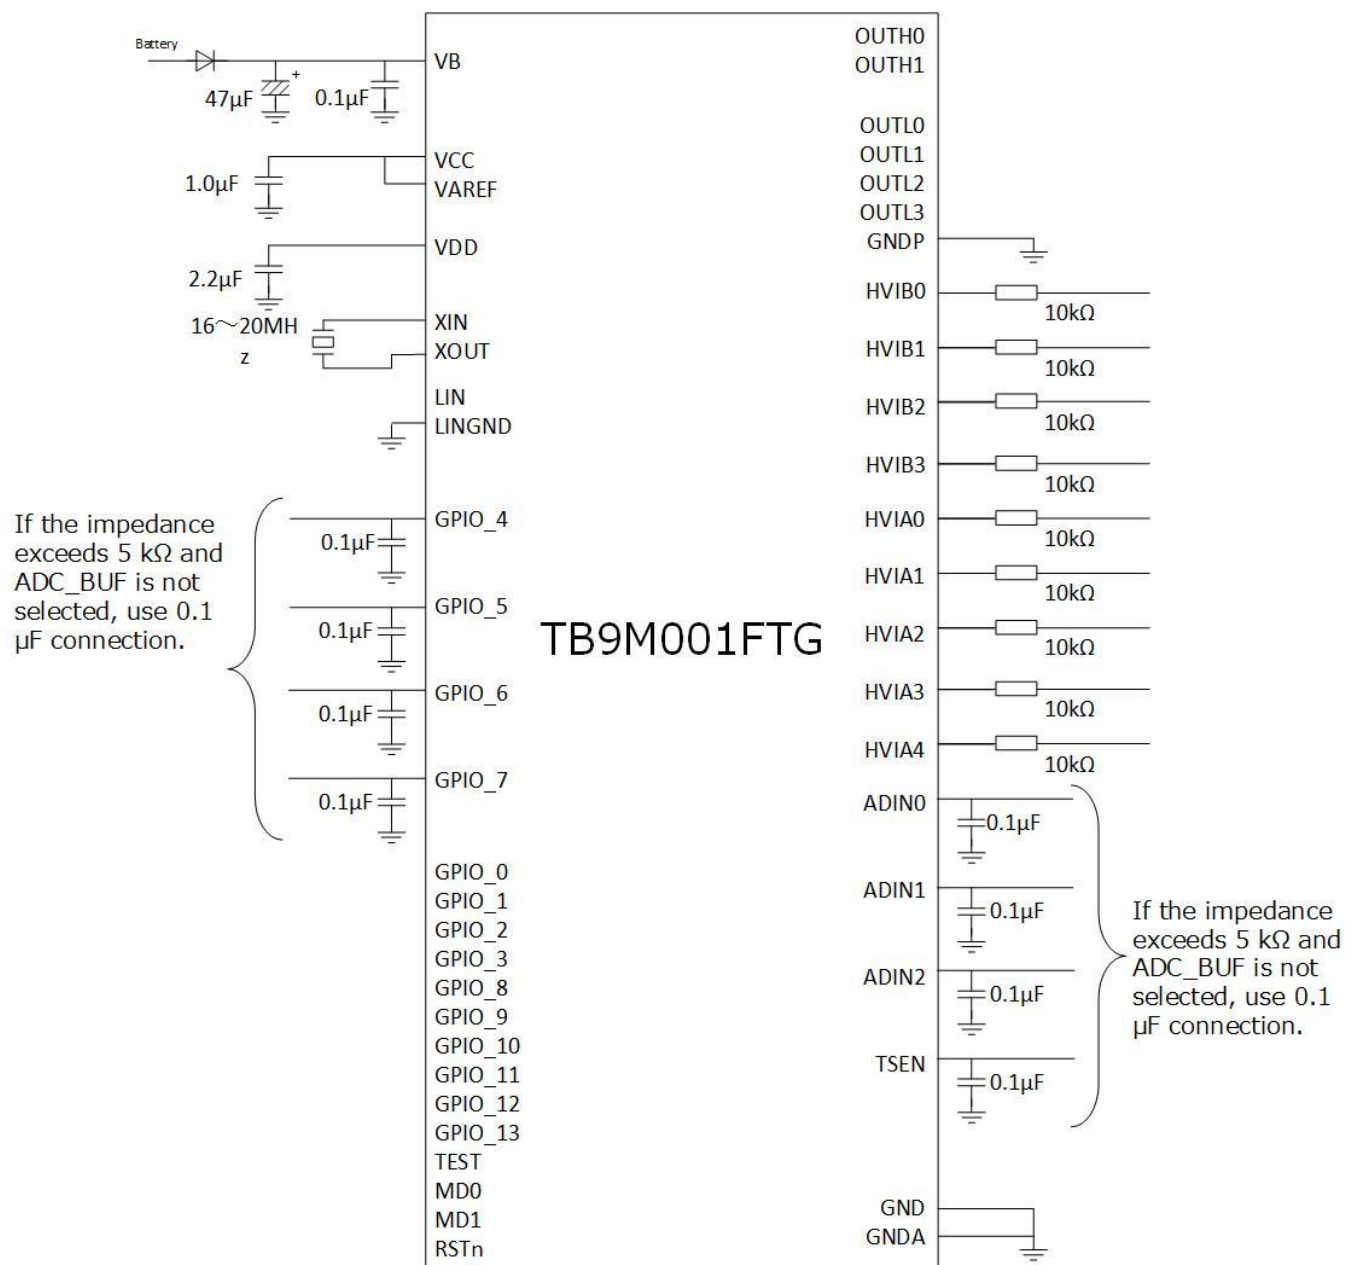 Battery
VB
47μF
+
0.1μF
VCC
1.0μF
VAREF
VDD
2.2μF
16~20MH
z
XIN
XOUT
LIN
LINGND
If the impedance
exceeds 5 kΩ and
ADC_BUF is not
selected, use 0.1
μF connection.
GPIO_4
0.1μF
GPIO_5
0.1μF
GPIO_6
0.1μF
GPIO_7
0.1μF
GPIO_0
GPIO_1
GPIO_2
GPIO_3
GPIO_8
GPIO_9
GPIO_10
GPIO_11
GPIO_12
GPIO_13
TEST
MD0
MD1
RSTn
TB9M001FTG
OUTH0
OUTH1
OUTL0
OUTL1
OUTL2
OUTL3
GNDP
HVIB0
10kΩ
HVIB1
10kΩ
HVIB2
10kΩ
HVIB3
10kΩ
HVIA0
10kΩ
HVIA1
10kΩ
HVIA2
10kΩ
HVIA3
10kΩ
HVIA4
10kΩ
ADIN0
0.1μF
ADIN1
0.1μF
ADIN2
0.1μF
TSEN
0.1μF
If the impedance
exceeds 5 kΩ and
ADC_BUF is not
selected, use 0.1
μF connection.
GND
GNDA